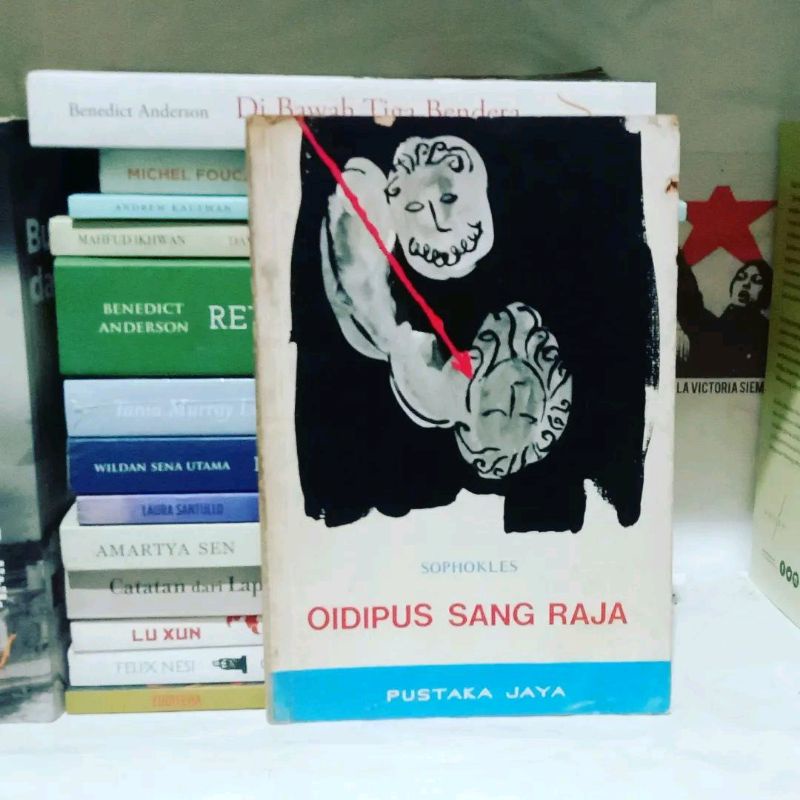 Benedict Anderson Di Bawah Tiga Bendera
MICHEL FOUC
ANDREW KAUFMAN
MAHFUD IKHWAN
BENEDICT
ANDERSON
RE
Tania Murray
WILDAN SENA UTAMA
LAURA SANTULLO
AMARTYA SEN
Catatan dari Lap
LU XUN
FELIX NESI
SOPHOKLES
OIDIPUS SANG RAJA
PUSTAKA JAYA
LA VICTORIA SIEM